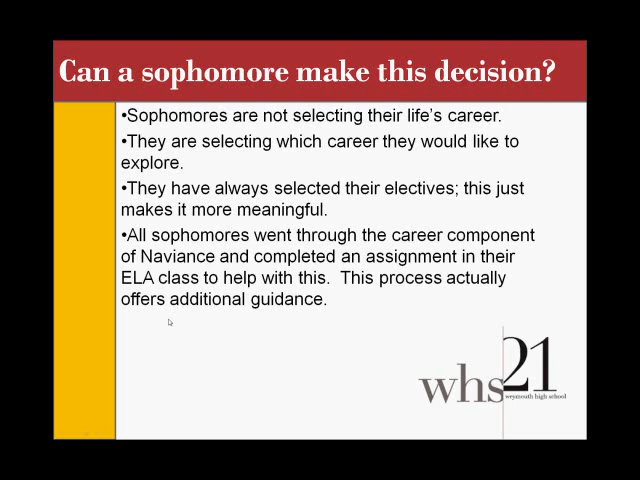 Can a sophomore make this decision?
•Sophomores are not selecting their life's career.
•They are selecting which career they would like to
explore.
•They have always selected their electives; this just
makes it more meaningful.
•All sophomores went through the career component
of Naviance and completed an assignment in their
ELA class to help with this.  This process actually
offers additional guidance.
whs21
weymouth high school